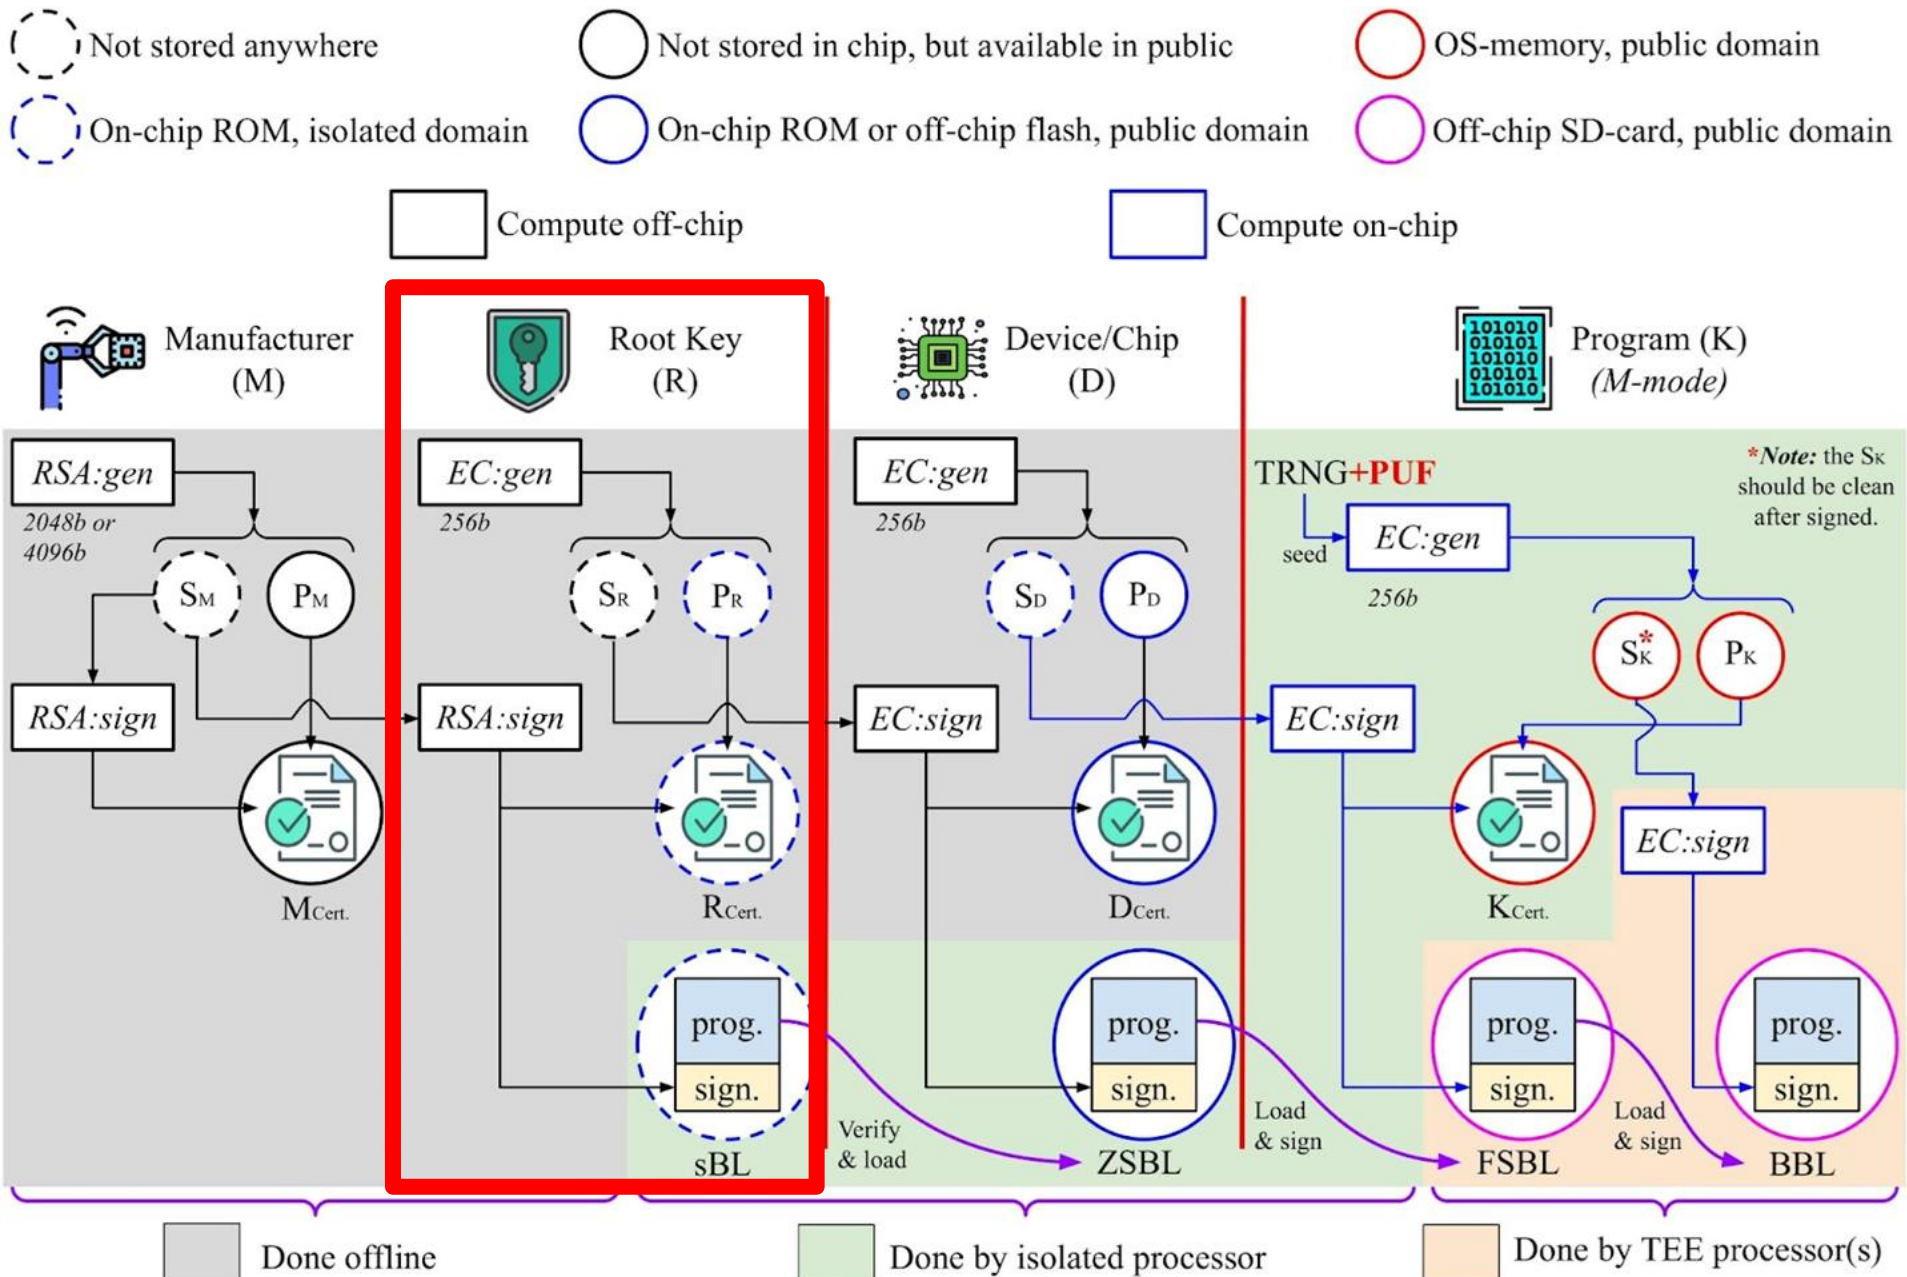 Not stored anywhere
Not stored in chip, but available in public
OS-memory, public domain
On-chip ROM, isolated domain
On-chip ROM or off-chip flash, public domain
Off-chip SD-card, public domain
Compute off-chip
Compute on-chip
Manufacturer
(M)
Root Key
(R)
Device/Chip
(D)
101010
010101
101010
010101
101010
Program (K)
(M-mode)
RSA:gen
2048b or
4096b
SM
PM
RSA:sign
MCert.
EC:gen
256b
SR
PR
RSA:sign
RCert.
prog.
sign.
sBL
EC:gen
256b
SD
PD
EC:sign
DCert.
Verify
& load
prog.
sign.
ZSBL
TRNG+PUF
seed
EC:gen
256b
*Note: the SK
should be clean
after signed.
SK*
PK
EC:sign
KCert.
EC:sign
Load
& sign
prog.
sign.
FSBL
Load
& sign
prog.
sign.
BBL
Done offline
Done by isolated processor
Done by TEE processor(s)